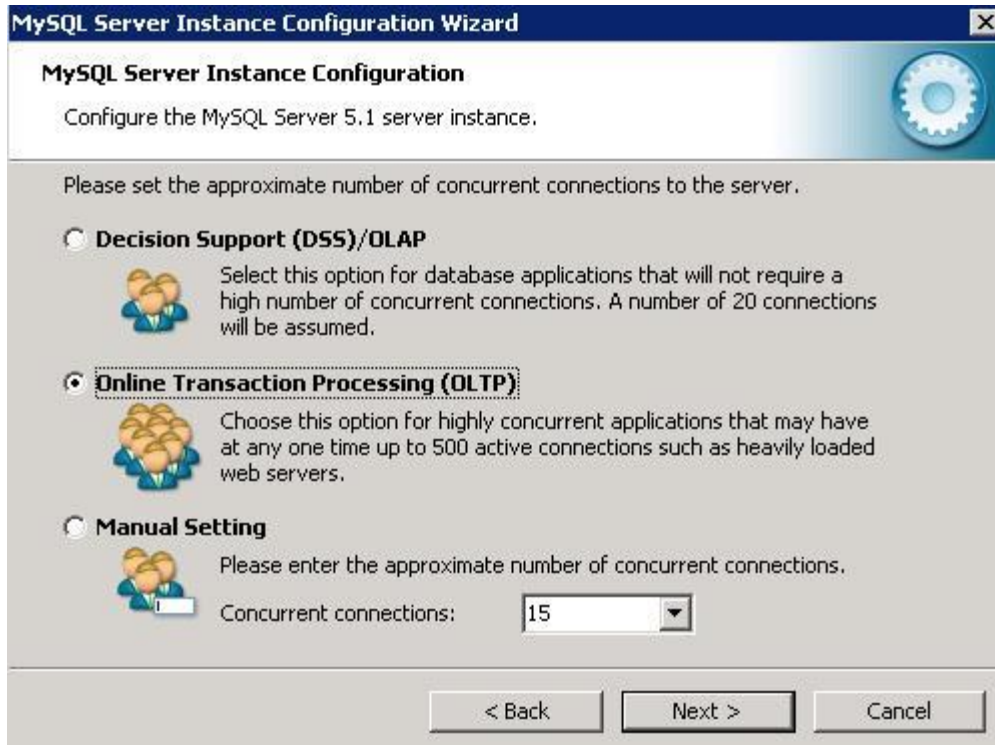 MySQL Server Instance Configuration Wizard
MySQL Server Instance Configuration
Configure the MySQL Server 5.1 server instance.
Please set the approximate number of concurrent connections to the server.
Decision Support (DSS)/OLAP
Select this option for database applications that will not require a
high number of concurrent connections. A number of 20 connections
will be assumed.
Online Transaction Processing (OLTP)
Choose this option for highly concurrent applications that may have
at any one time up to 500 active connections such as heavily loaded
web servers.
Manual Setting
Please enter the approximate number of concurrent connections.
Concurrent connections: 15
< Back Next > Cancel